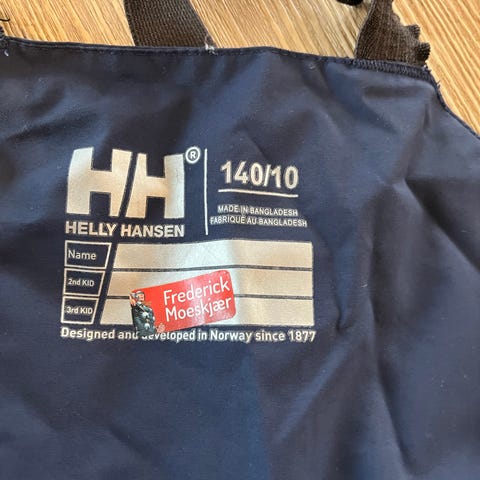 HH®
140/10
HELLY HANSEN
MADE IN BANGLADESH
FABRIQUÉ AU BANGLADESH
Name
2nd KID
3rd KID
Frederick
Moeskjær
Designed and developed in Norway since 1877